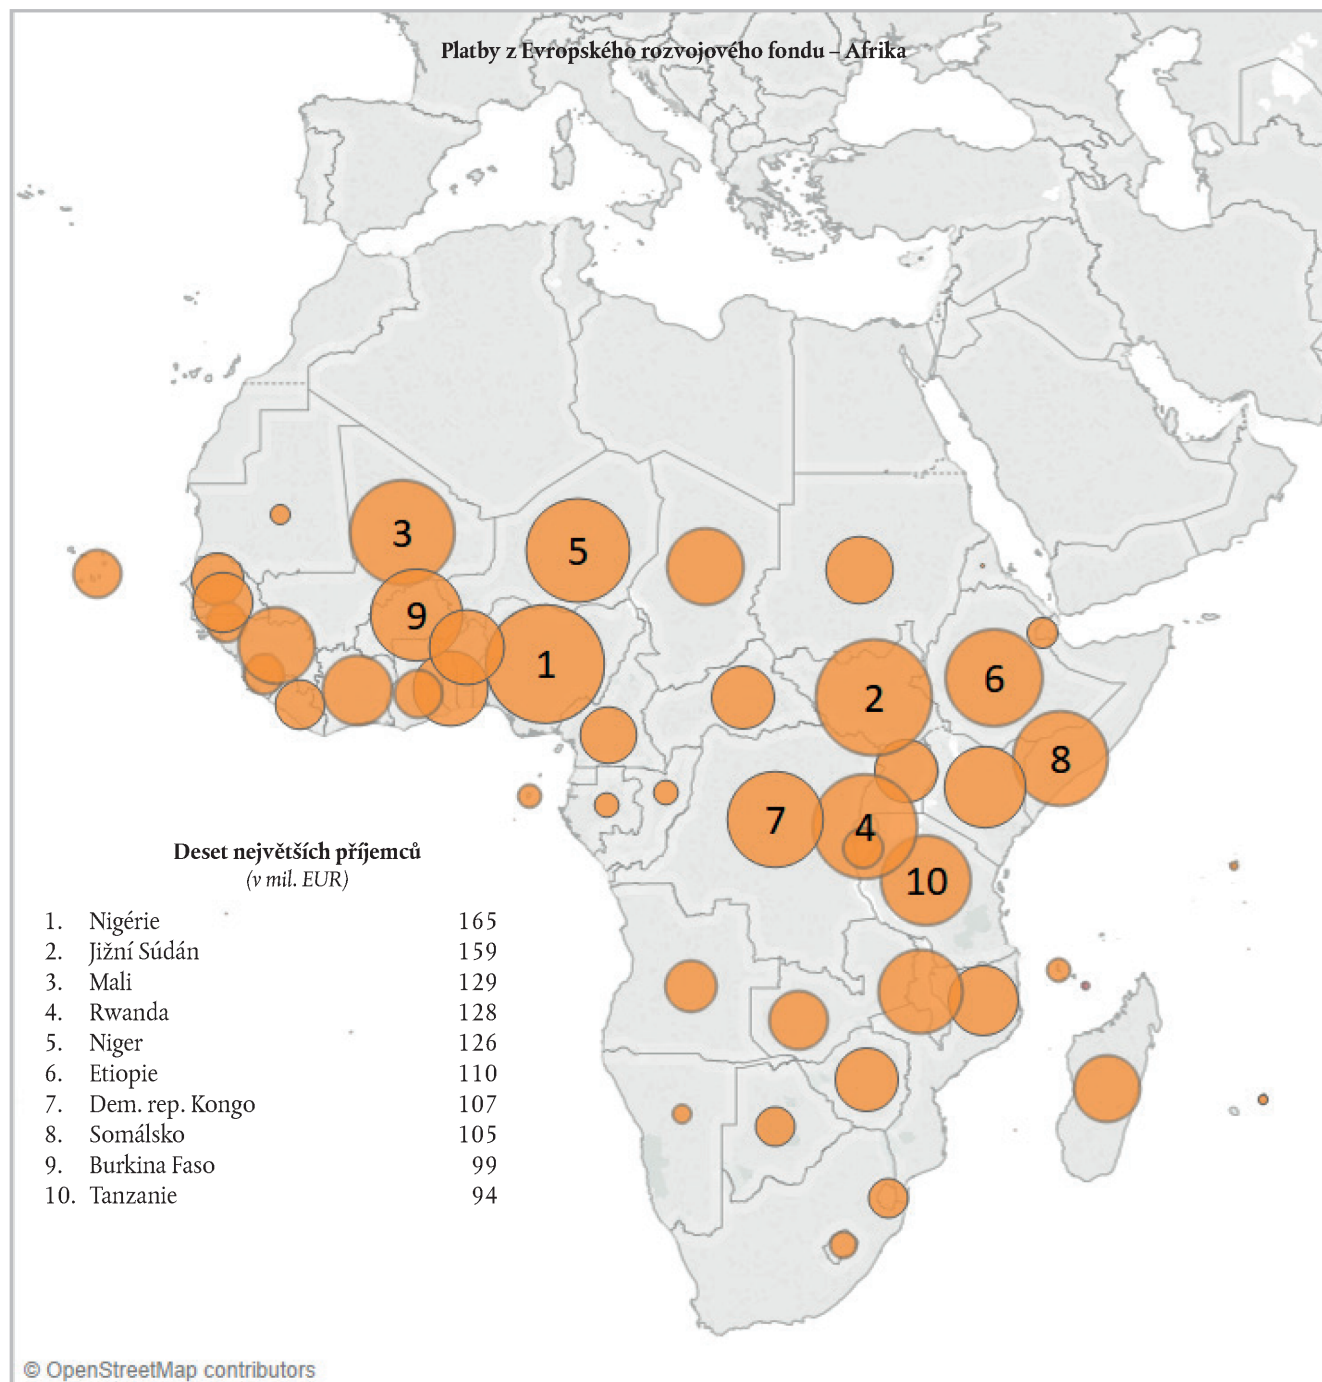 Platby z Evropského rozvojového fondu – Afrika
3
5
9
1
2
6
8
7
4
10
Deset největších příjemců
(v mil. EUR)
1. Nigérie 165
2. Jižní Súdán 159
3. Mali 129
4. Rwanda 128
5. Niger 126
6. Etiopie 110
7. Dem. rep. Kongo 107
8. Somálsko 105
9. Burkina Faso 99
10. Tanzanie 94
© OpenStreetMap contributors